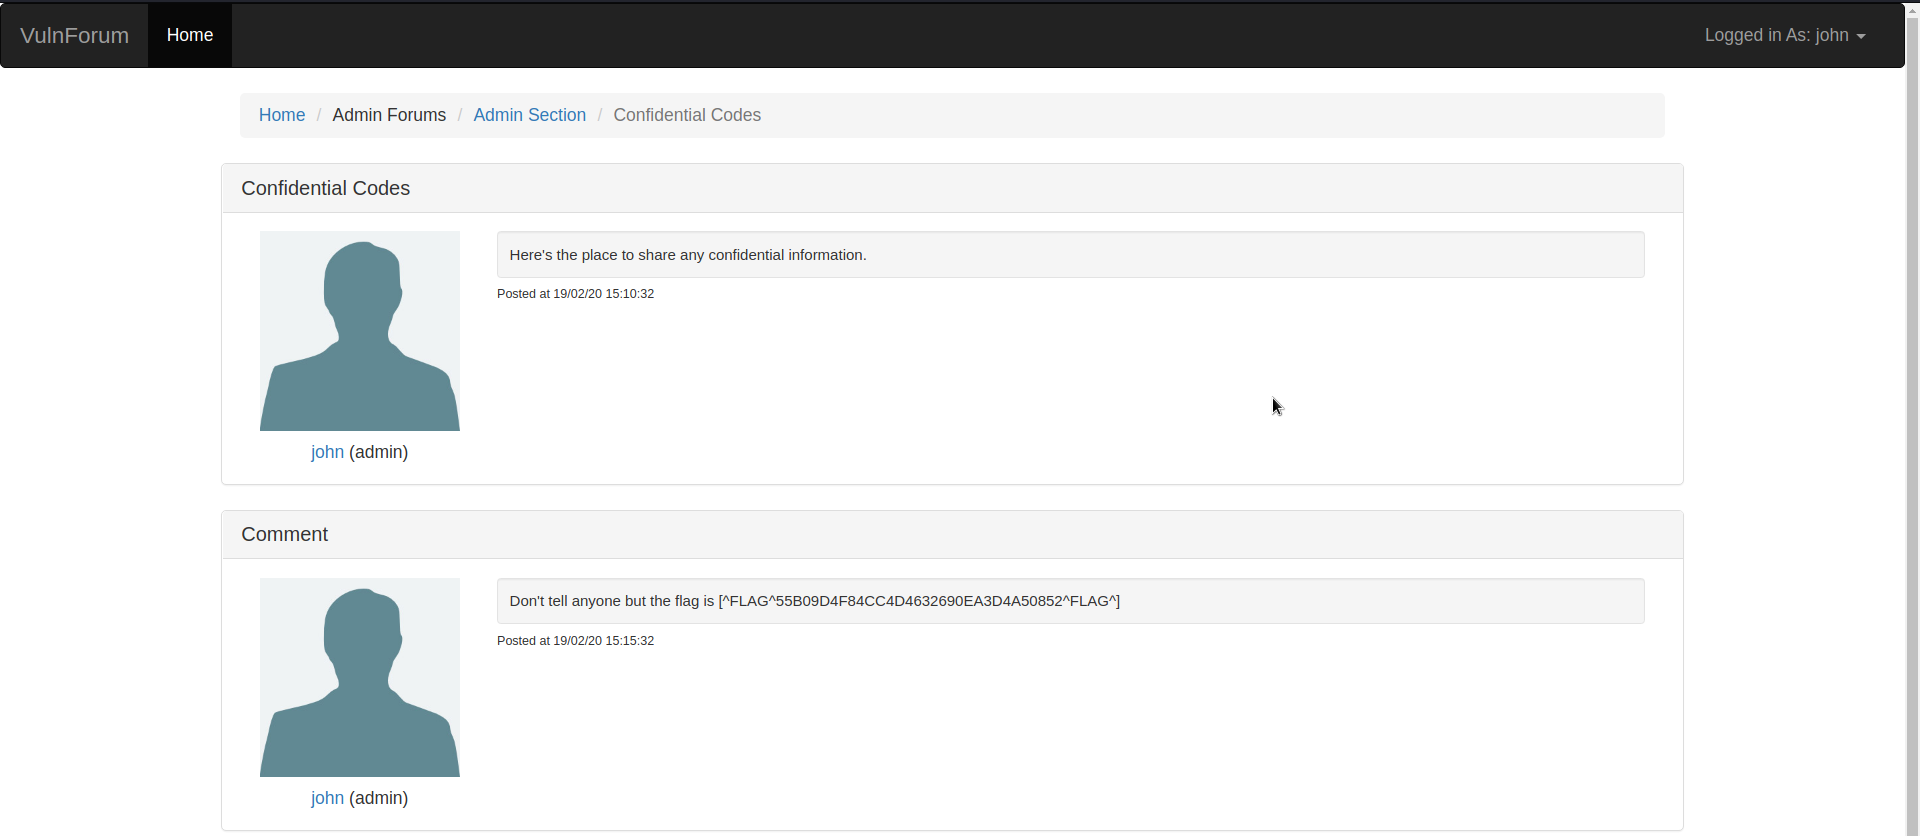 VulnForum Home Logged in As: john
Home / Admin Forums / Admin Section / Confidential Codes
Confidential Codes
Here's the place to share any confidential information.
Posted at 19/02/20 15:10:32
john (admin)
Comment
Don't tell anyone but the flag is [^FLAG^55B09D4F84CC4D4632690EA3D4A50852^FLAG^]
Posted at 19/02/20 15:15:32
john (admin)